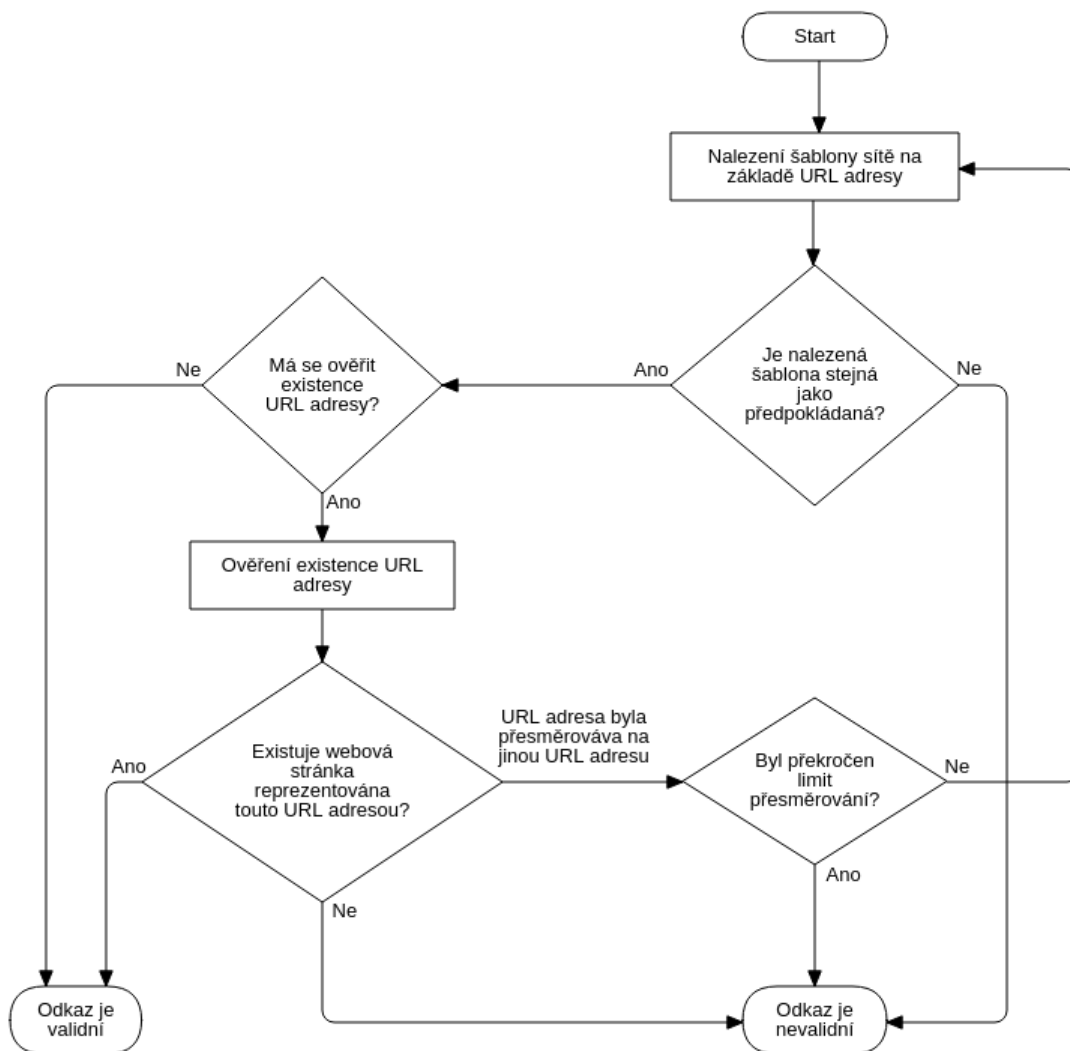 Start
Nalezení šablony sítě na
základě URL adresy
Je nalezená
šablona stejná
jako
předpokládaná?
Ano
Ne
Má se ověřit
existence
URL adresy?
Ne
Ano
Ověření existence URL
adresy
Existuje webová
stránka
reprezentována
touto URL adresou?
Ano
Ne
URL adresa byla
přesměrováva na
jinou URL adresu
Byl překročen
limit
přesměrování?
Ne
Ano
Odkaz je
validní
Odkaz je
nevalidní